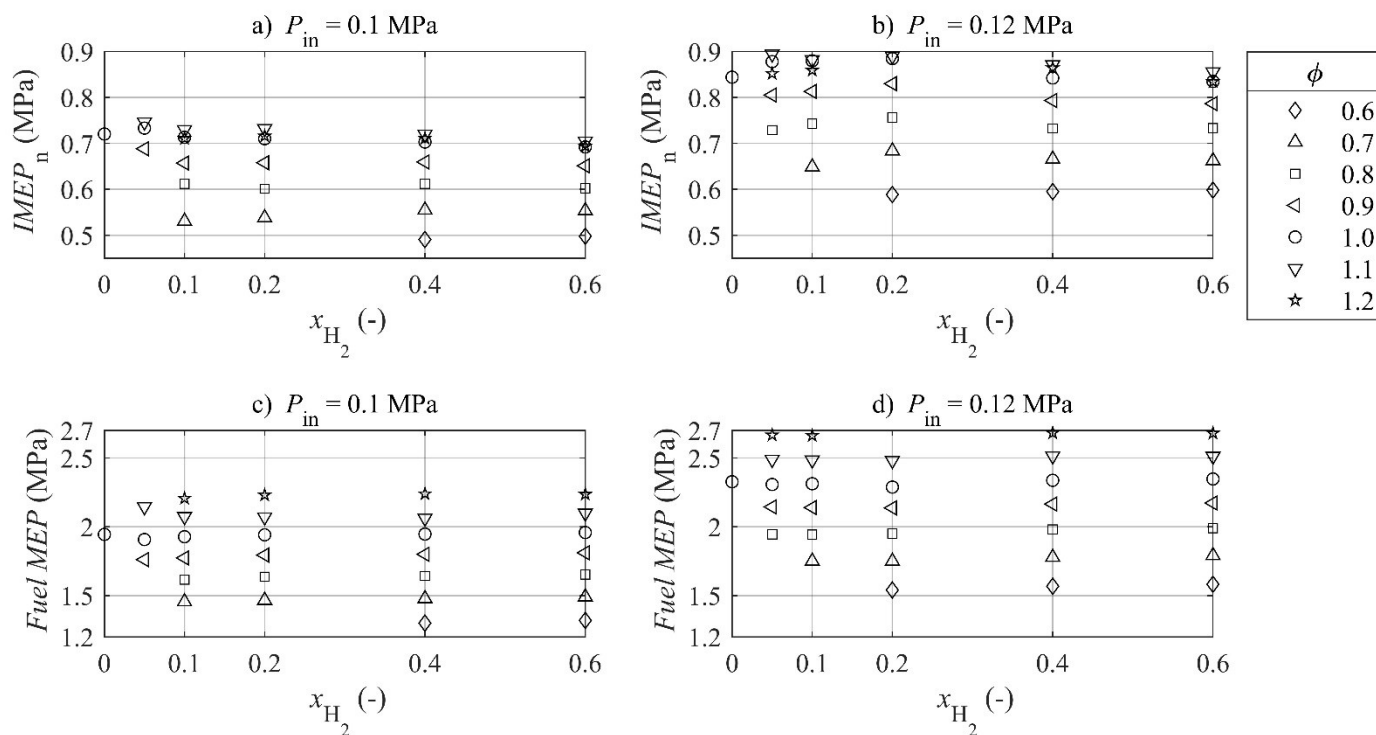 a) P_in = 0.1 MPa
IMEP_n (MPa)
0.9
0.8
0.7
0.6
0.5
0 0.1 0.2 0.4 0.6
x_H_2 (-)
b) P_in = 0.12 MPa
IMEP_n (MPa)
0.9
0.8
0.7
0.6
0.5
0 0.1 0.2 0.4 0.6
x_H_2 (-)
ϕ
0.6
0.7
0.8
0.9
1.0
1.1
1.2
c) P_in = 0.1 MPa
Fuel MEP (MPa)
2.7
2.5
2
1.5
1.2
0 0.1 0.2 0.4 0.6
x_H_2 (-)
d) P_in = 0.12 MPa
Fuel MEP (MPa)
2.7
2.5
2
1.5
1.2
0 0.1 0.2 0.4 0.6
x_H_2 (-)